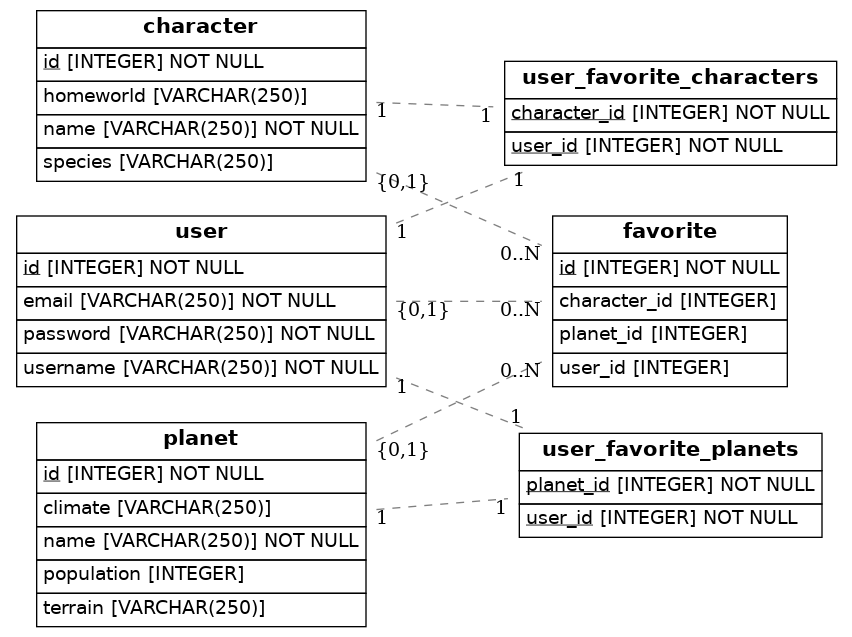 character
id [INTEGER] NOT NULL
homeworld [VARCHAR(250)]
name [VARCHAR(250)] NOT NULL
species [VARCHAR(250)]
1
1
{0,1}
0..N
user_favorite_characters
character_id [INTEGER] NOT NULL
user_id [INTEGER] NOT NULL
1
1
user
id [INTEGER] NOT NULL
email [VARCHAR(250)] NOT NULL
password [VARCHAR(250)] NOT NULL
username [VARCHAR(250)] NOT NULL
{0,1}
0..N
1
1
favorite
id [INTEGER] NOT NULL
character_id [INTEGER]
planet_id [INTEGER]
user_id [INTEGER]
0..N
{0,1}
planet
id [INTEGER] NOT NULL
climate [VARCHAR(250)]
name [VARCHAR(250)] NOT NULL
population [INTEGER]
terrain [VARCHAR(250)]
1
1
user_favorite_planets
planet_id [INTEGER] NOT NULL
user_id [INTEGER] NOT NULL